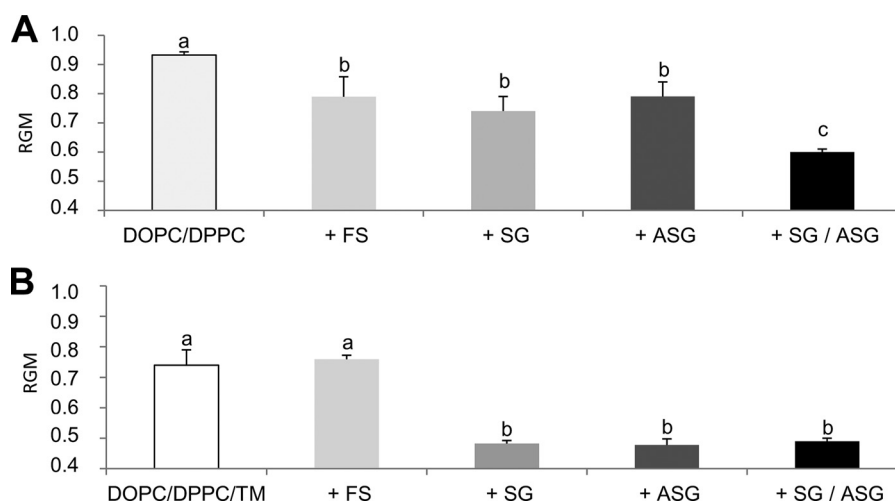 A
1.0
0.9
0.8
0.7
0.6
0.5
0.4
RGM
a
b
b
b
c
DOPC/DPPC
+ FS
+ SG
+ ASG
+ SG / ASG
B
1.0
0.9
0.8
0.7
0.6
0.5
0.4
RGM
a
a
b
b
b
DOPC/DPPC/TM
+ FS
+ SG
+ ASG
+ SG / ASG